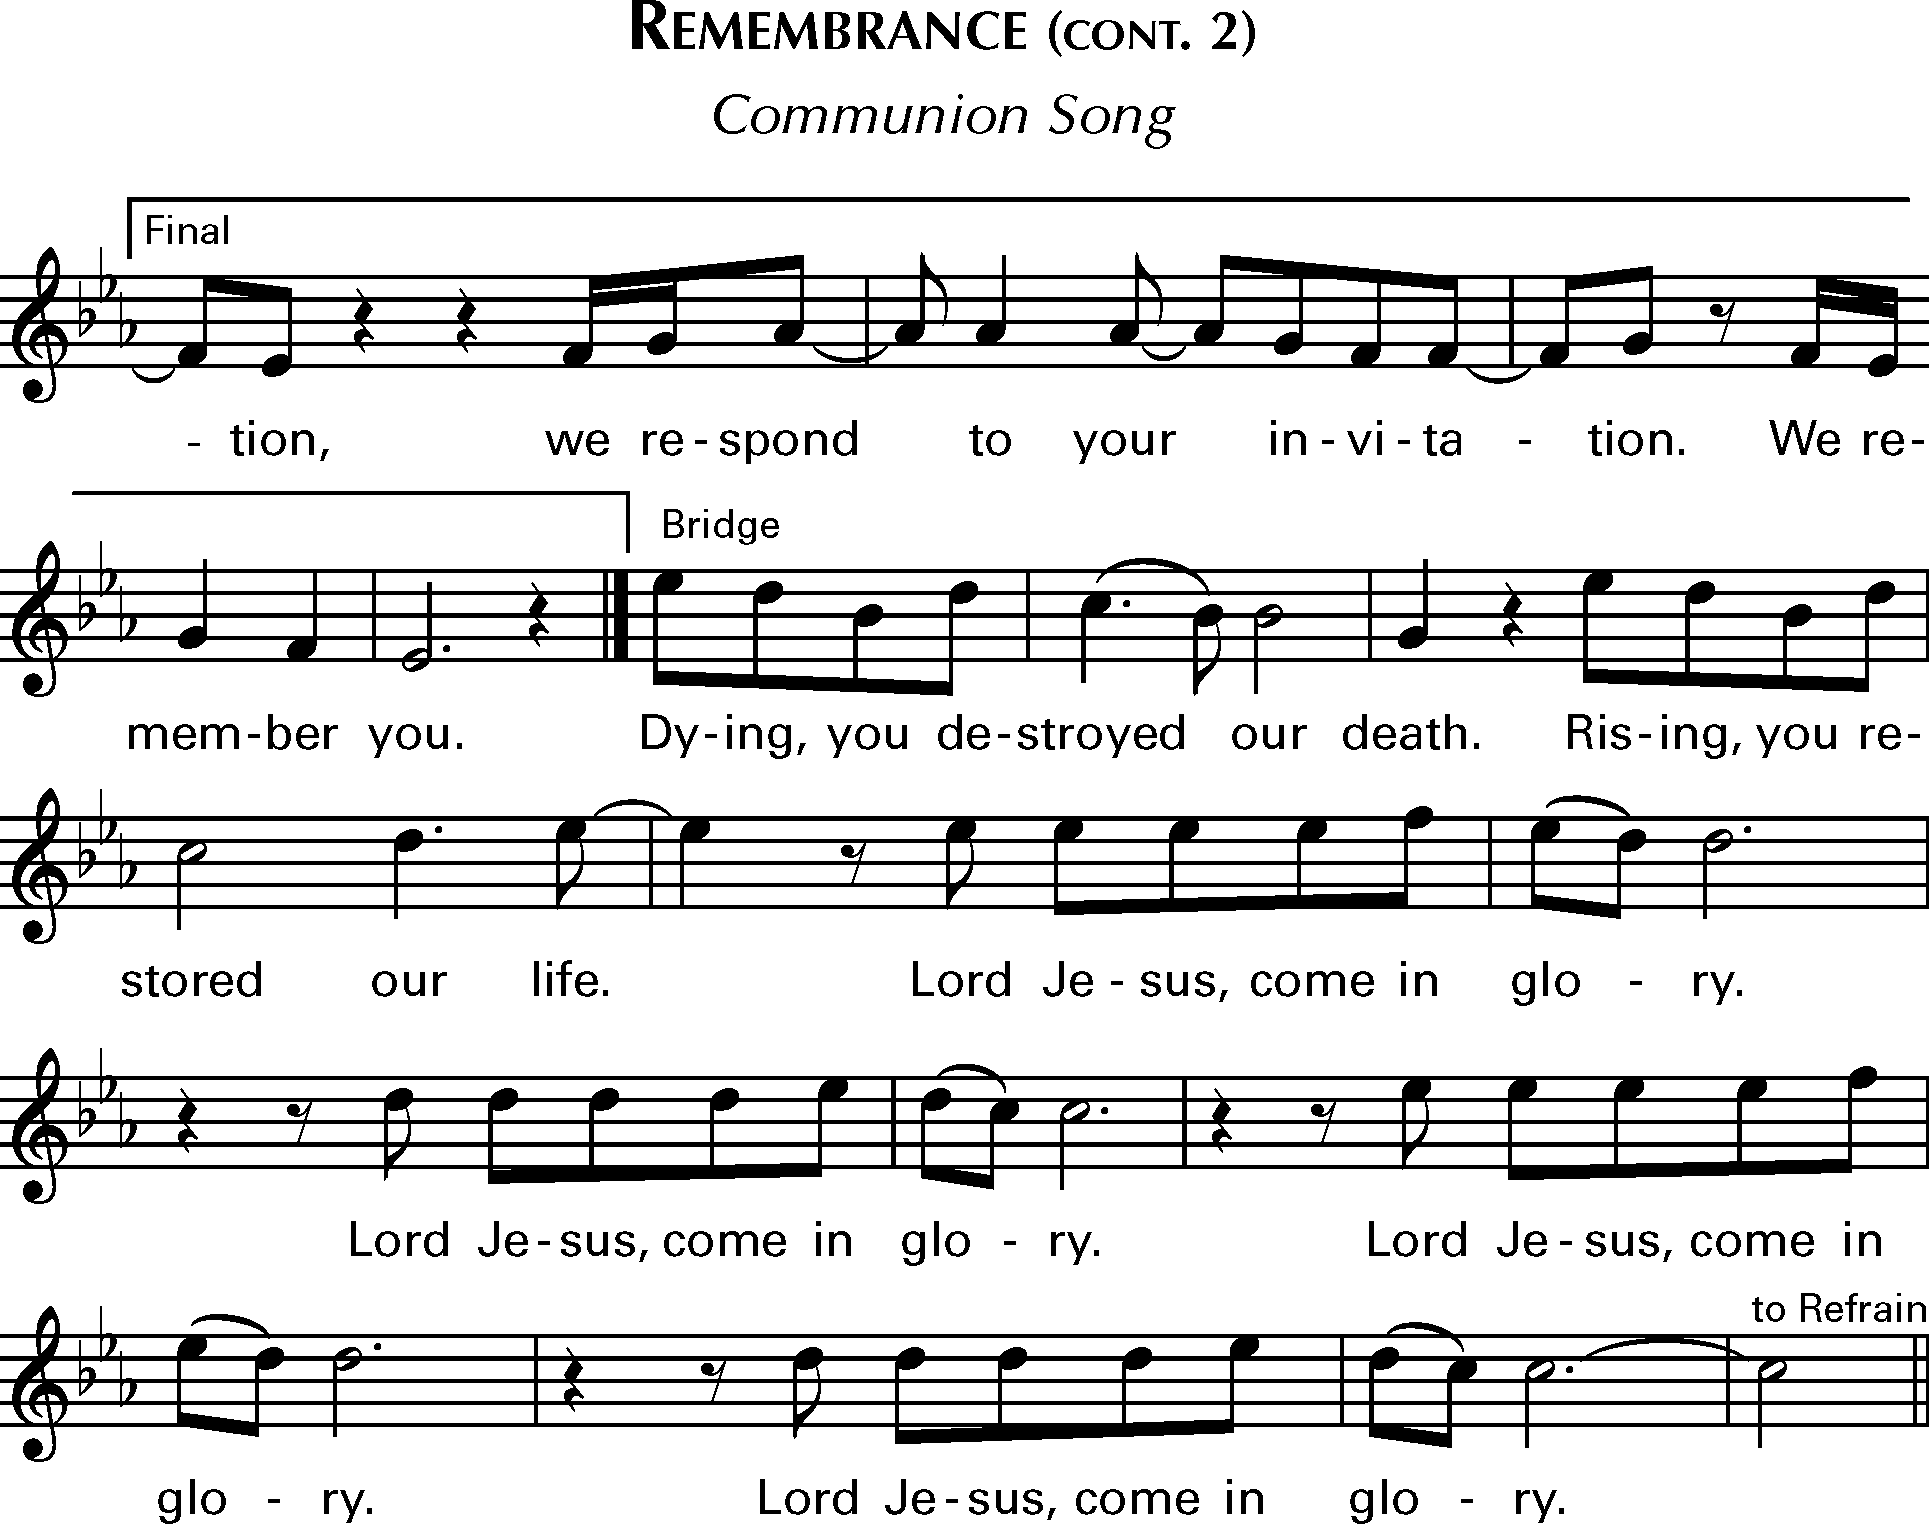 REMEMBRANCE (CONT. 2)
Communion Song
Final
- tion, we re - spond to your in - vi - ta - tion. We re -
Bridge
mem - ber you. Dy - ing, you de - stroyed our death. Ris - ing, you re -
stored our life. Lord Je - sus, come in glo - ry.
Lord Je - sus, come in glo - ry. Lord Je - sus, come in
to Refrain
glo - ry. Lord Je - sus, come in glo - ry.